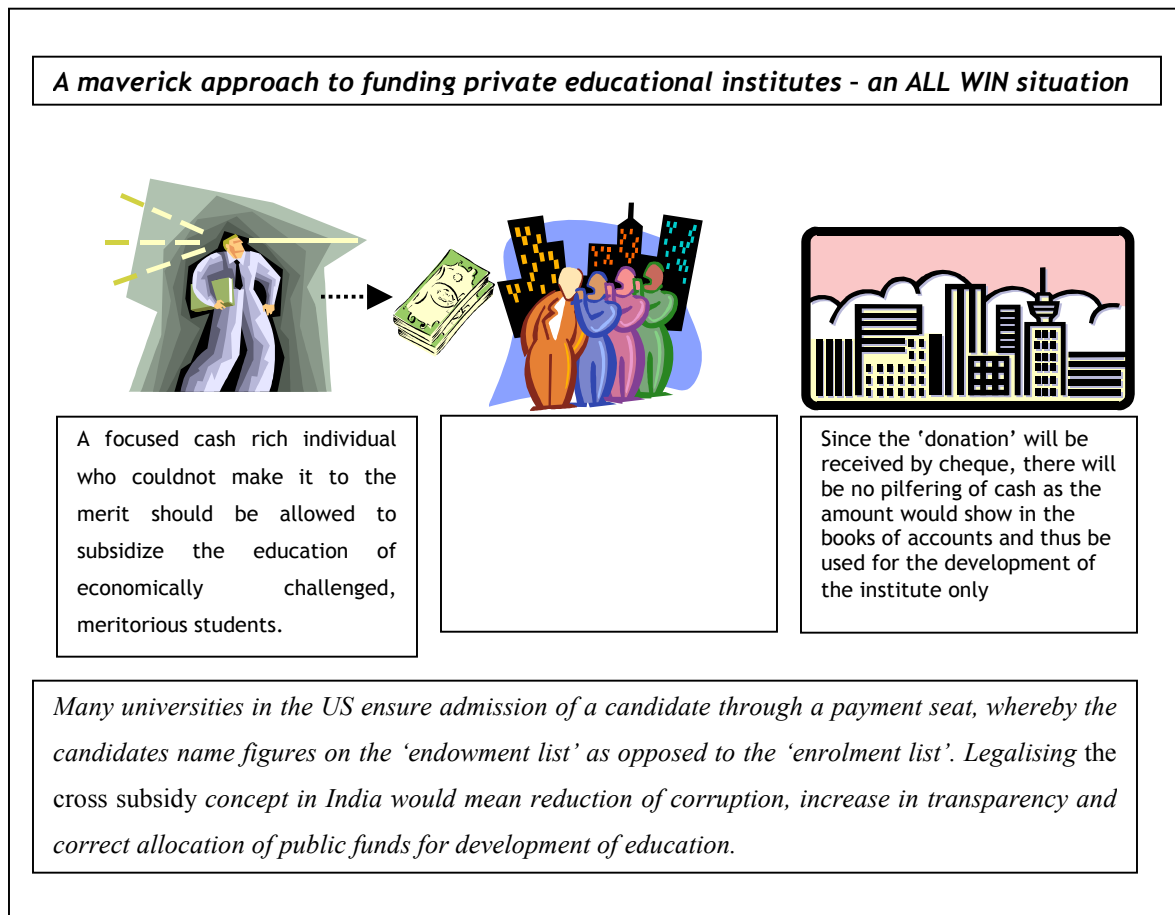 A maverick approach to funding private educational institutes – an ALL WIN situation
A focused cash rich individual
who couldnot make it to the
merit should be allowed to
subsidize the education of
economically challenged,
meritorious students.
Since the ‘donation’ will be
received by cheque, there will
be no pilfering of cash as the
amount would show in the
books of accounts and thus be
used for the development of
the institute only
Many universities in the US ensure admission of a candidate through a payment seat, whereby the
candidates name figures on the ‘endowment list’ as opposed to the ‘enrolment list’. Legalising the
cross subsidy concept in India would mean reduction of corruption, increase in transparency and
correct allocation of public funds for development of education.